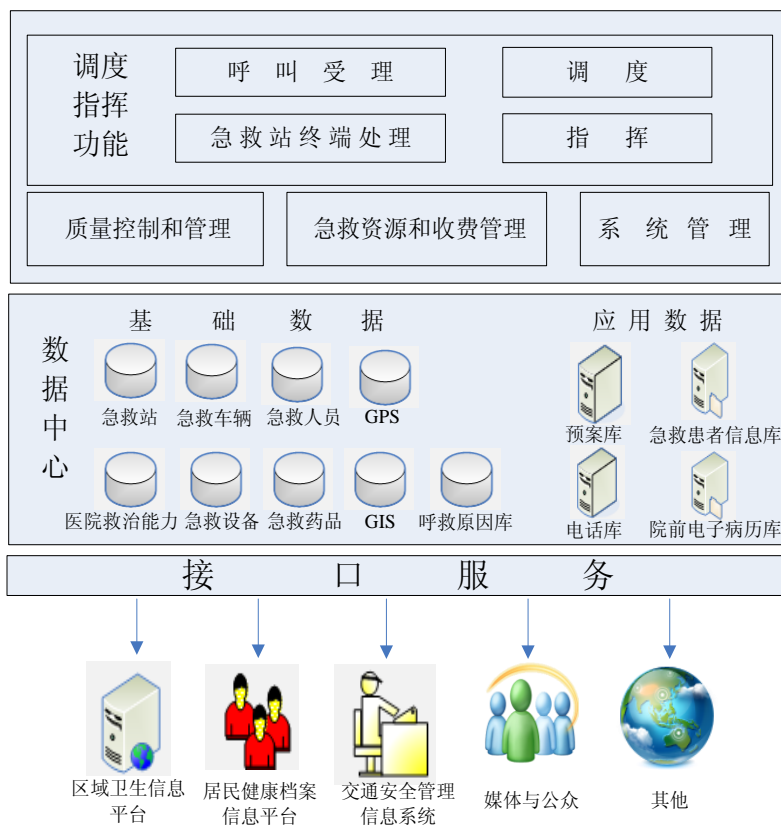 调度
指挥
功能
呼叫受理
调度
急救站终端处理
指挥
质量控制和管理
急救资源和收费管理
系统管理
数据中心
基础数据
应用数据
急救站
急救车辆
急救人员
GPS
预案库
急救患者信息库
医院救治能力
急救设备
急救药品
GIS
呼救原因库
电话库
院前电子病历库
接口服务
区域卫生信息
平台
居民健康档案
信息平台
交通安全管理
信息系统
媒体与公众
其他